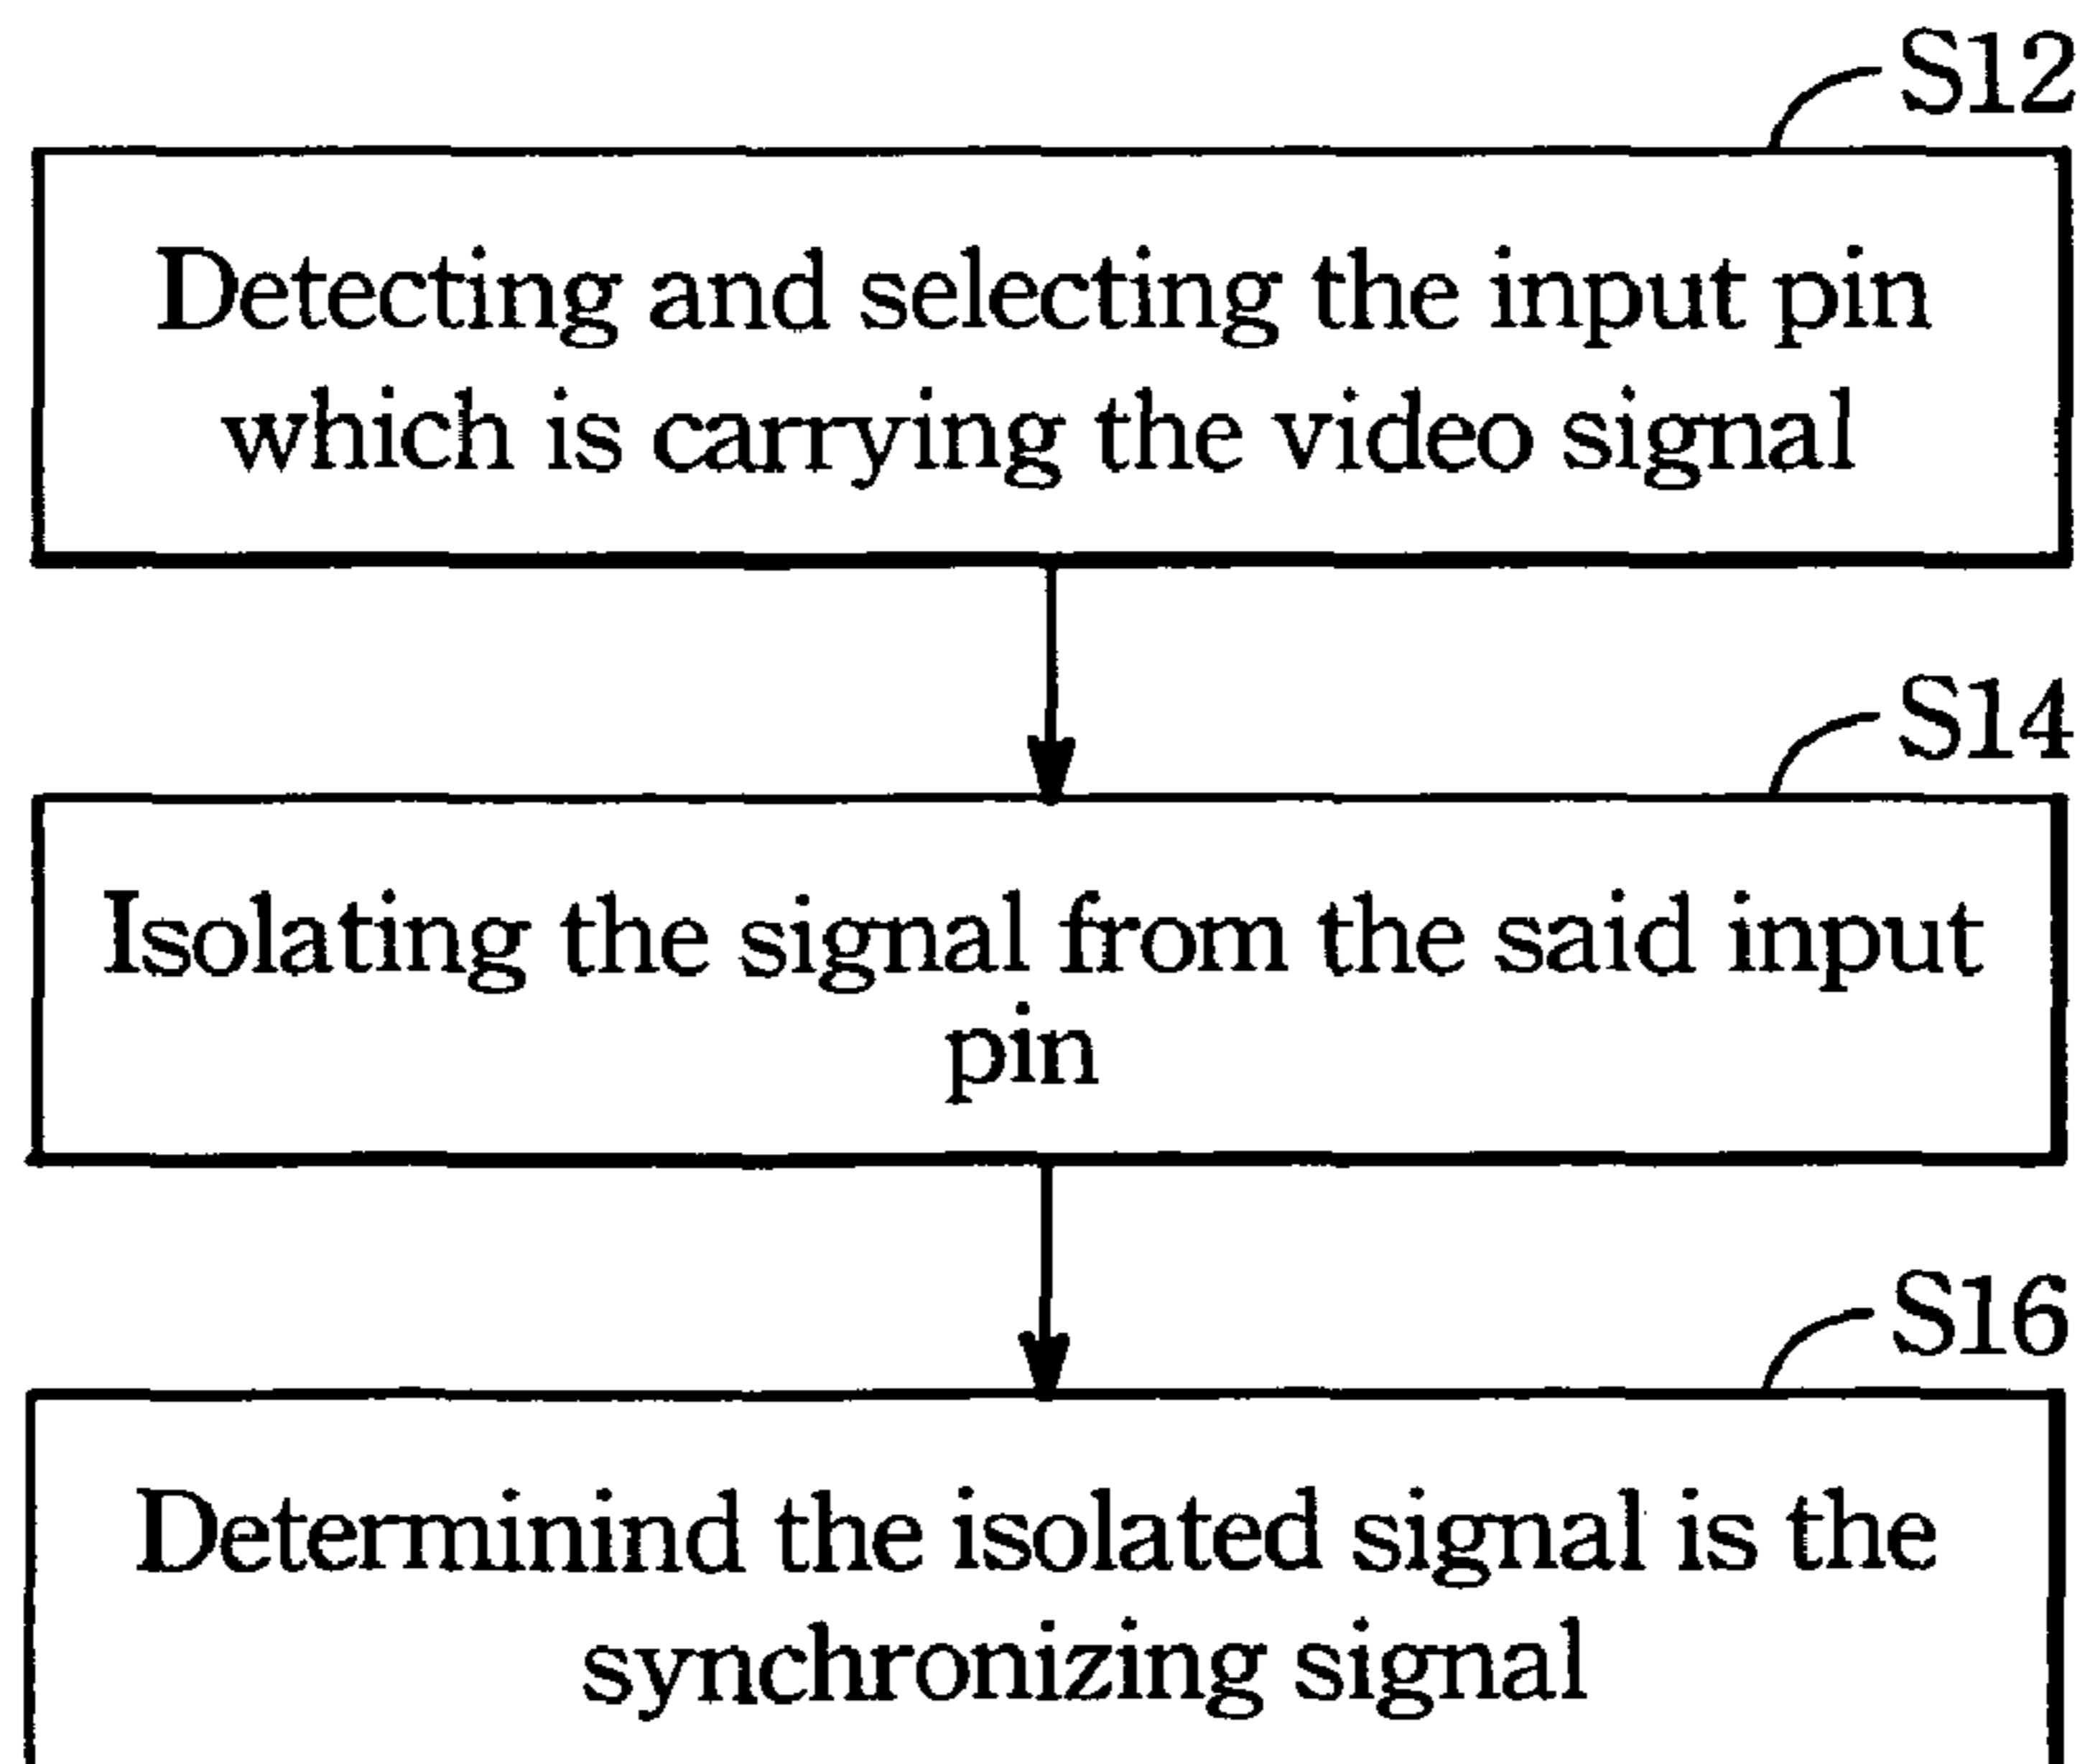 S12
Detecting and selecting the input pin
which is carrying the video signal
S14
Isolating the signal from the said input
pin
S16
Determinind the isolated signal is the
synchronizing signal